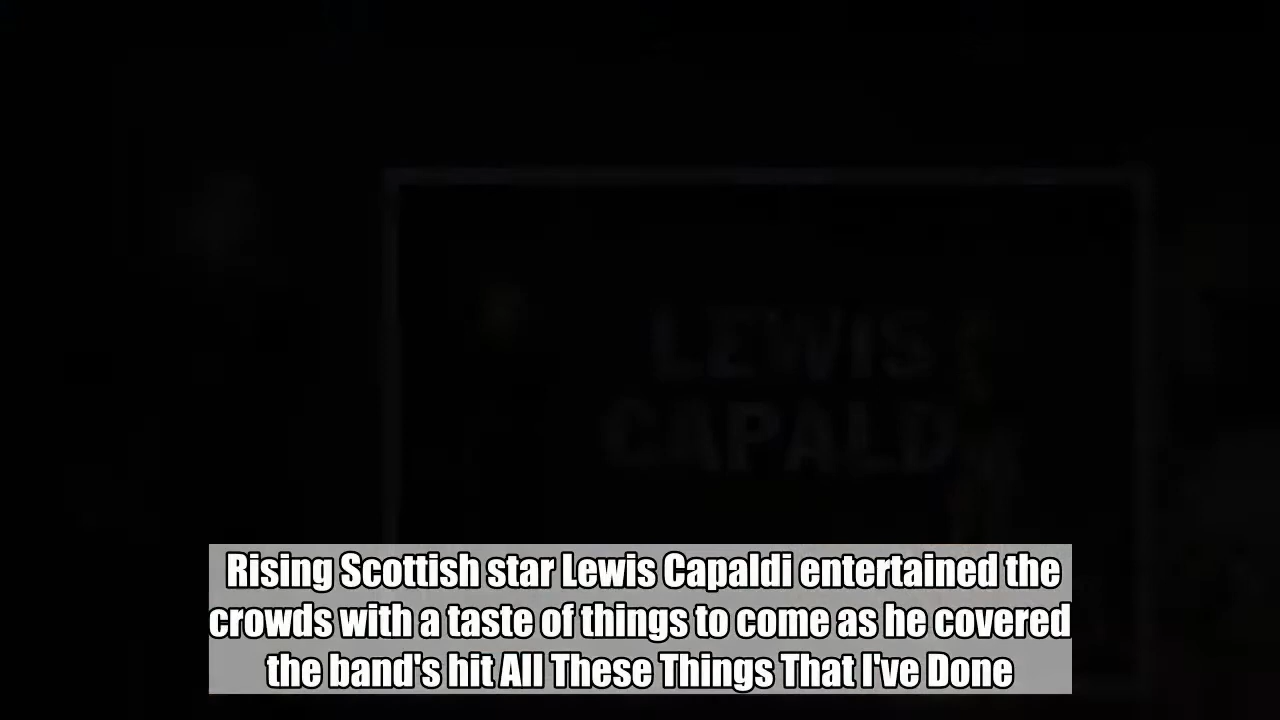 LEWIS
CAPALD
Rising Scottish star Lewis Capaldi entertained the
crowds with a taste of things to come as he covered
the band's hit All These Things That I've Done